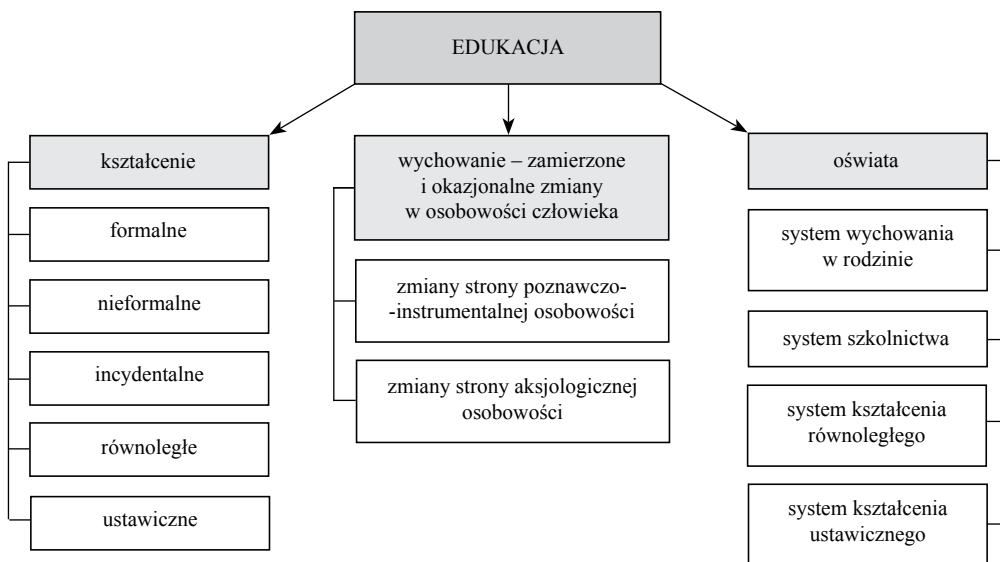 EDUKACJA
kształcenie
formalne
nieformalne
incydentalne
równoległe
ustawiczne
wychowanie – zamierzone
i okazjonalne zmiany
w osobowości człowieka
zmiany strony poznawczo-
-instrumentalnej osobowości
zmiany strony aksjologicznej
osobowości
oświata
system wychowania
w rodzinie
system szkolnictwa
system kształcenia
równoległego
system kształcenia
ustawicznego